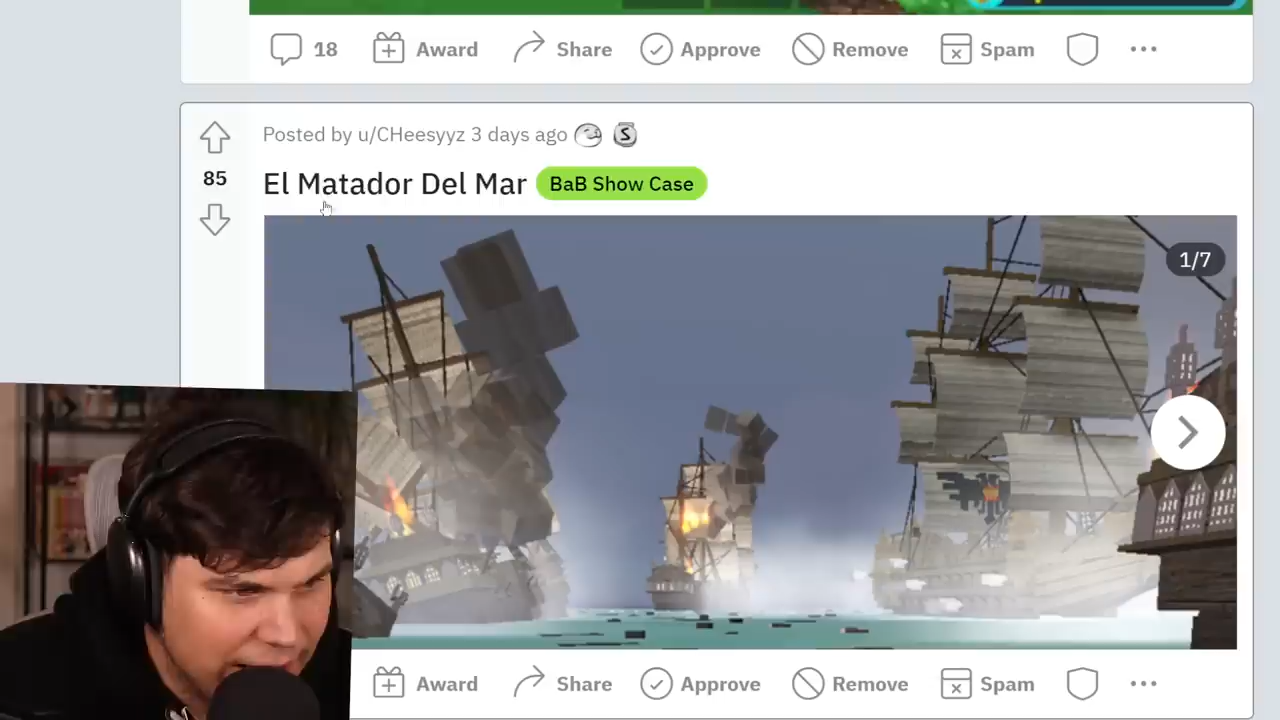 18 Award Share Approve Remove Spam
Posted by u/CHeesyyz 3 days ago
85
El Matador Del Mar BaB Show Case
1/7
Award Share Approve Remove Spam